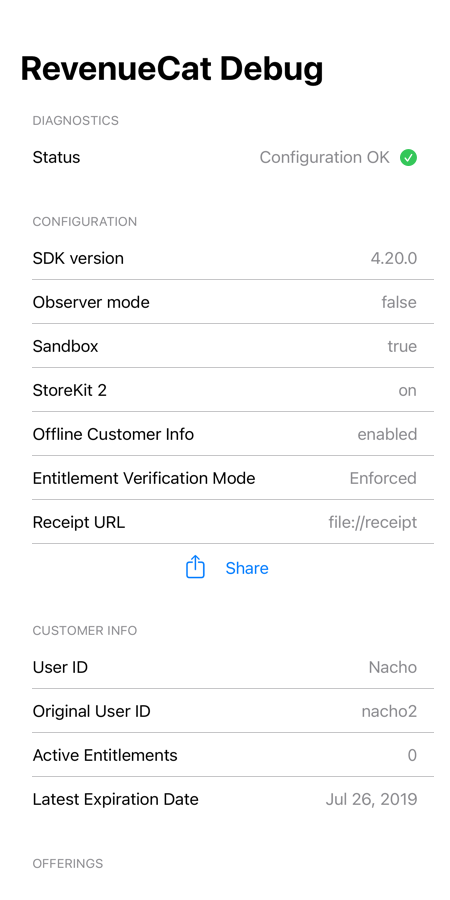 RevenueCat Debug
DIAGNOSTICS
Status Configuration OK
CONFIGURATION
SDK version 4.20.0
Observer mode false
Sandbox true
StoreKit 2 on
Offline Customer Info enabled
Entitlement Verification Mode Enforced
Receipt URL file://receipt
Share
CUSTOMER INFO
User ID Nacho
Original User ID nacho2
Active Entitlements 0
Latest Expiration Date Jul 26, 2019
OFFERINGS